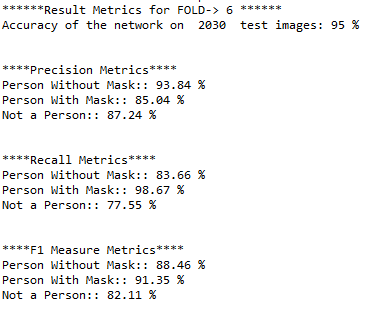 ******Result Metrics for FOLD-> 6 ******
Accuracy of the network on  2030  test images: 95 %
****Precision Metrics****
Person Without Mask:: 93.84 %
Person With Mask:: 85.04 %
Not a Person:: 87.24 %
****Recall Metrics****
Person Without Mask:: 83.66 %
Person With Mask:: 98.67 %
Not a Person:: 77.55 %
****F1 Measure Metrics****
Person Without Mask:: 88.46 %
Person With Mask:: 91.35 %
Not a Person:: 82.11 %